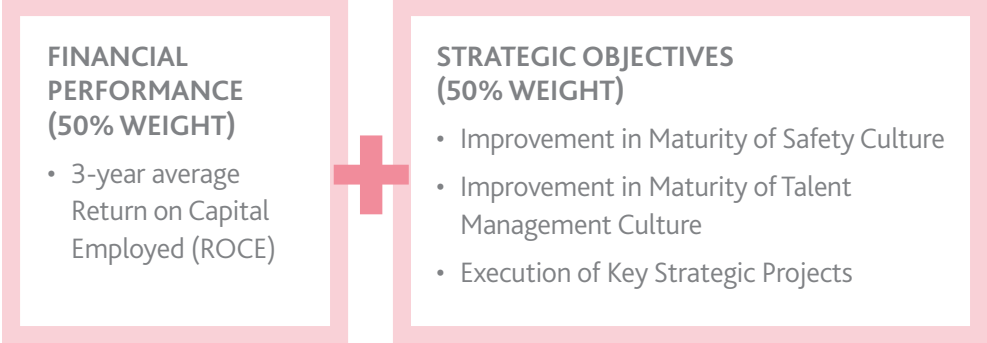 FINANCIAL
PERFORMANCE
(50% WEIGHT)
• 3-year average
Return on Capital
Employed (ROCE)
STRATEGIC OBJECTIVES
(50% WEIGHT)
• Improvement in Maturity of Safety Culture
• Improvement in Maturity of Talent
Management Culture
• Execution of Key Strategic Projects